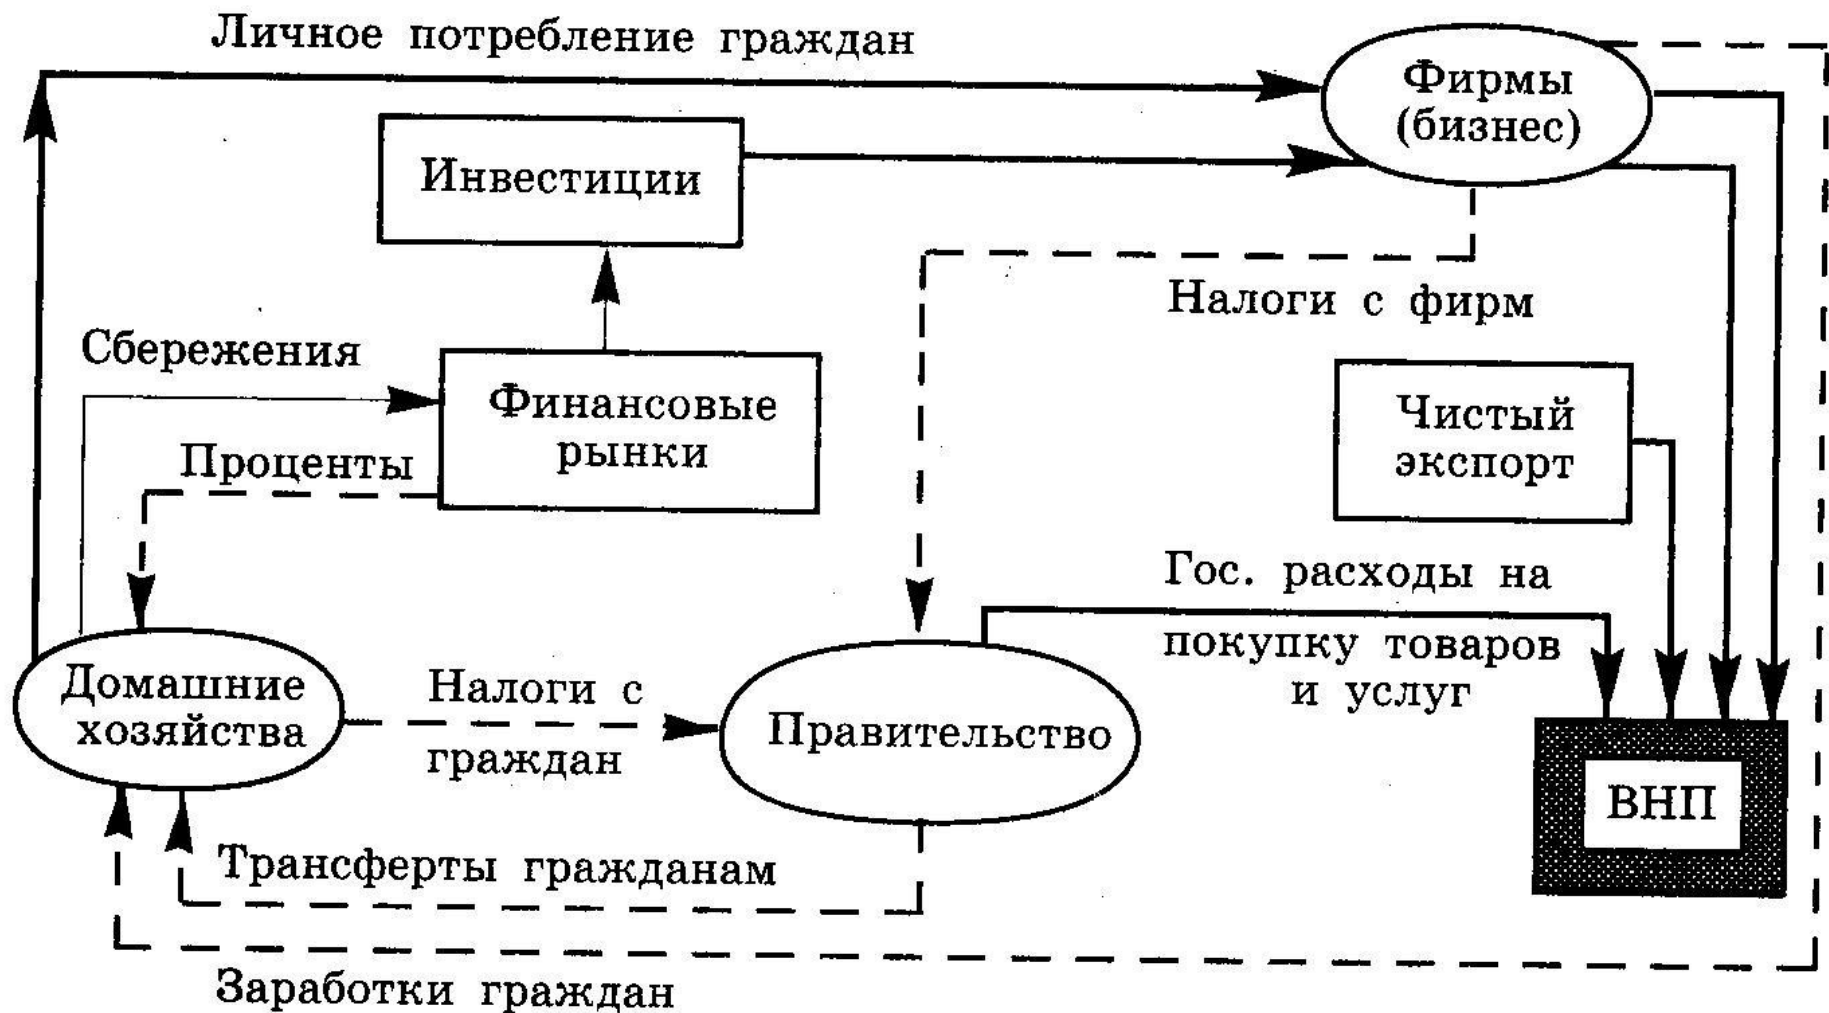 Личное потребление граждан
Фирмы
(бизнес)
Инвестиции
Налоги с фирм
Сбережения
Финансовые
рынки
Чистый
экспорт
Проценты
Гос. расходы на
покупку товаров
и услуг
Домашние
хозяйства
Налоги с
граждан
Правительство
ВНП
Трансферты гражданам
Заработки граждан